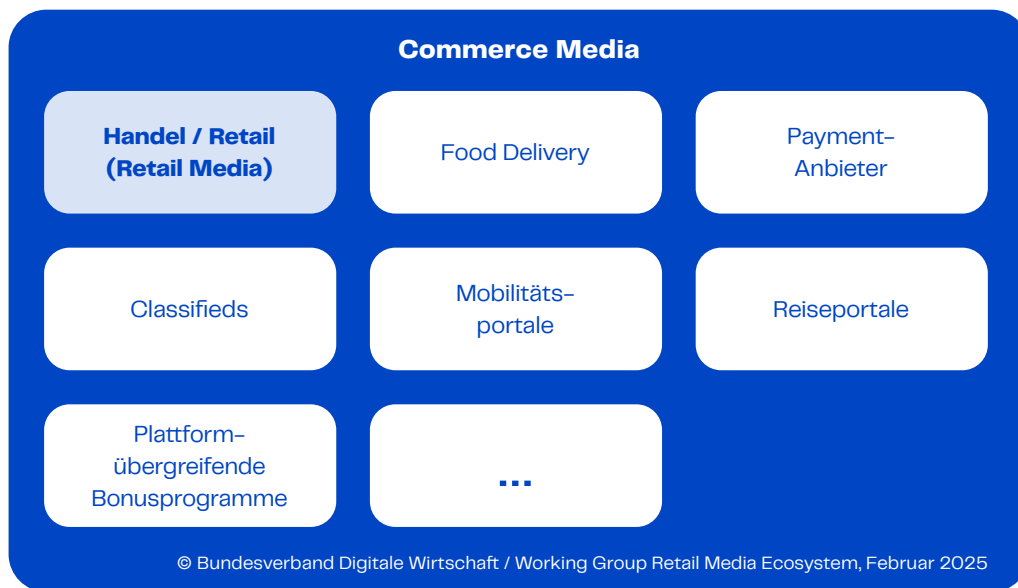 Commerce Media
Handel / Retail
(Retail Media)
Food Delivery
Payment-
Anbieter
Classifieds
Mobilitäts-
portale
Reiseportale
Plattform-
übergreifende
Bonusprogramme
...
© Bundesverband Digitale Wirtschaft / Working Group Retail Media Ecosystem, Februar 2025